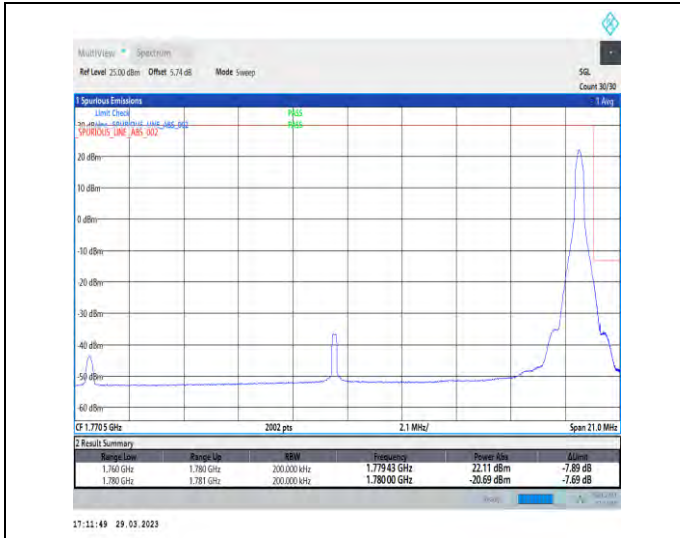 MultiView Spectrum
Ref Level 25.00 dBm Offset 5.74 dB Mode Sweep SGL
Count 30/30
1 Spurious Emissions 1 Avg
Limit Check PASS
SPURIOUS_LINE_ABS_002 PASS
SPURIOUS_LINE_ABS_002
20 dBm
10 dBm
0 dBm
-10 dBm
-20 dBm
-30 dBm
-40 dBm
-50 dBm
-60 dBm
CF 1.7705 GHz 2002 pts 2.1 MHz/ Span 21.0 MHz
2 Result Summary
Range Low Range Up RBW Frequency Power Abs ΔLimit
1.760 GHz 1.780 GHz 200.000 kHz 1.77943 GHz 22.11 dBm -7.89 dB
1.780 GHz 1.781 GHz 200.000 kHz 1.78000 GHz -20.69 dBm -7.69 dB
Ready
17:11:49 29.03.2023